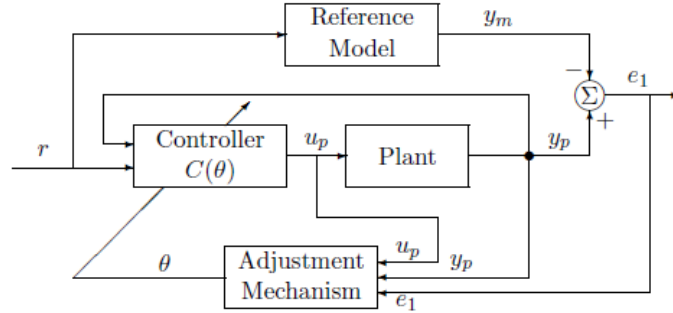 Reference
Model
y_m
−
e_1
Σ
+
r
Controller
C(θ)
u_p
Plant
y_p
u_p
θ
Adjustment
Mechanism
y_p
e_1